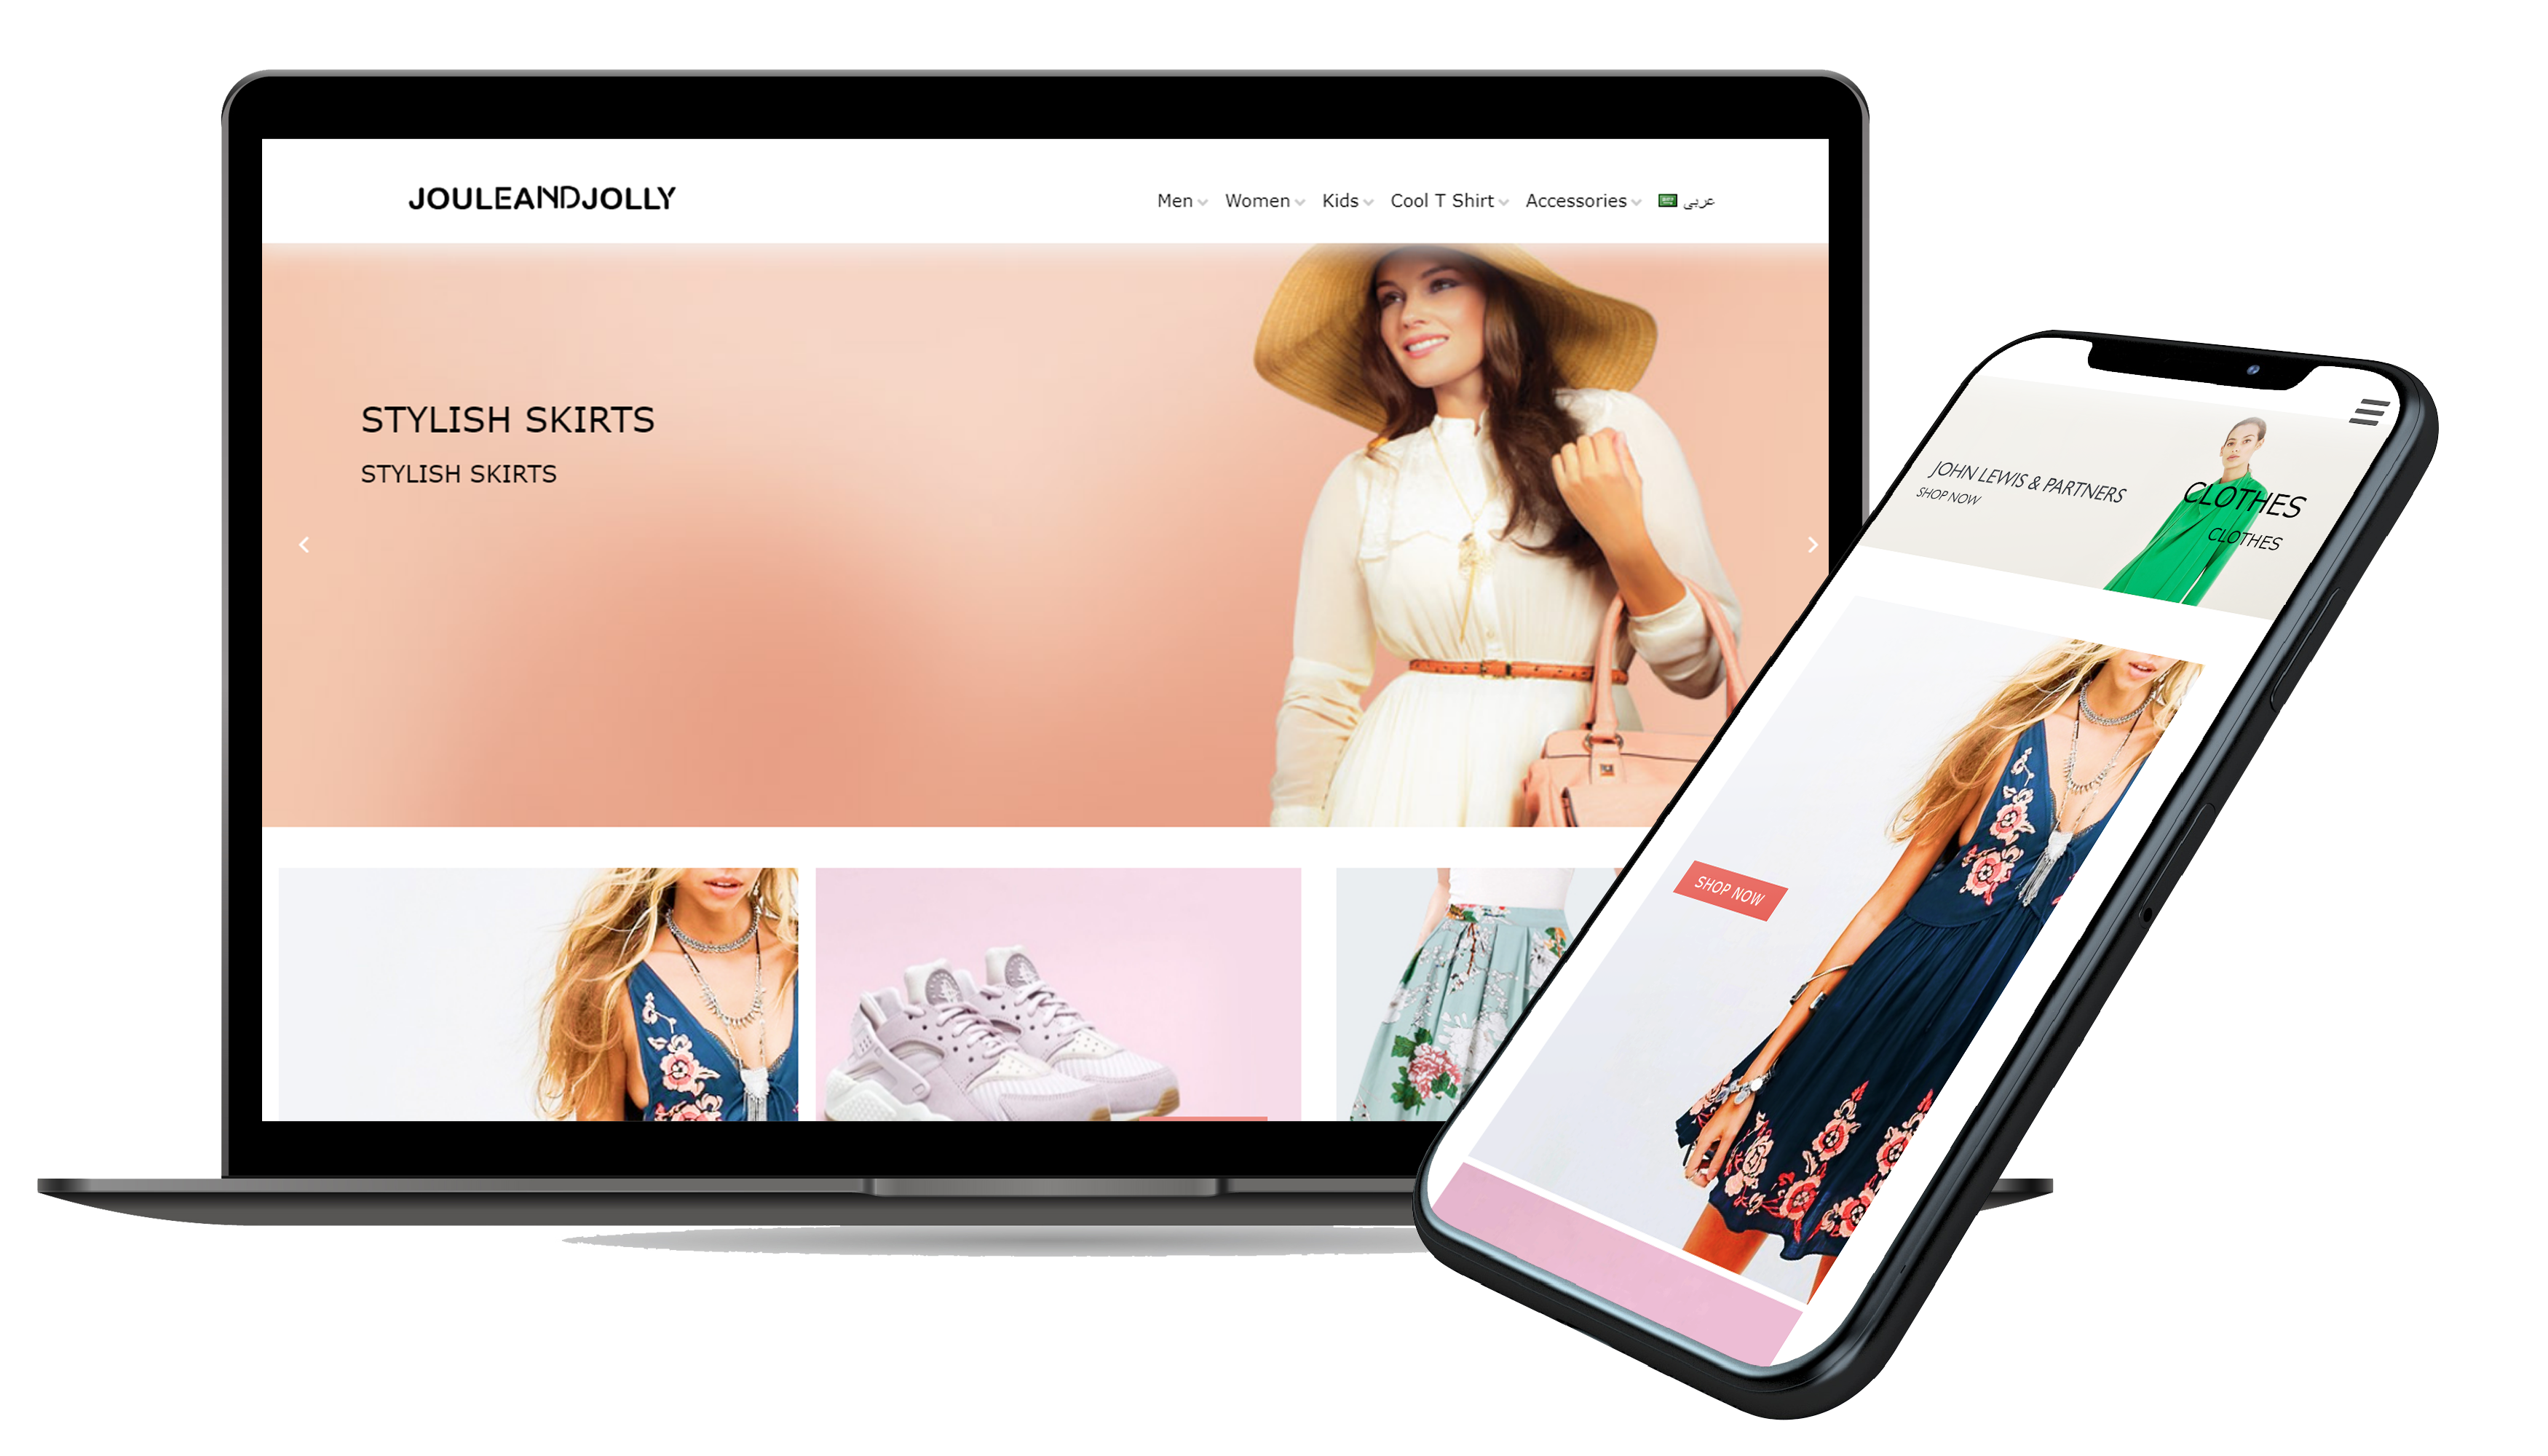 JOULEANDJOLLY
Men Women Kids Cool T Shirt Accessories عربى
STYLISH SKIRTS
STYLISH SKIRTS
JOHN LEWIS & PARTNERS
SHOP NOW
CLOTHES
CLOTHES
SHOP NOW